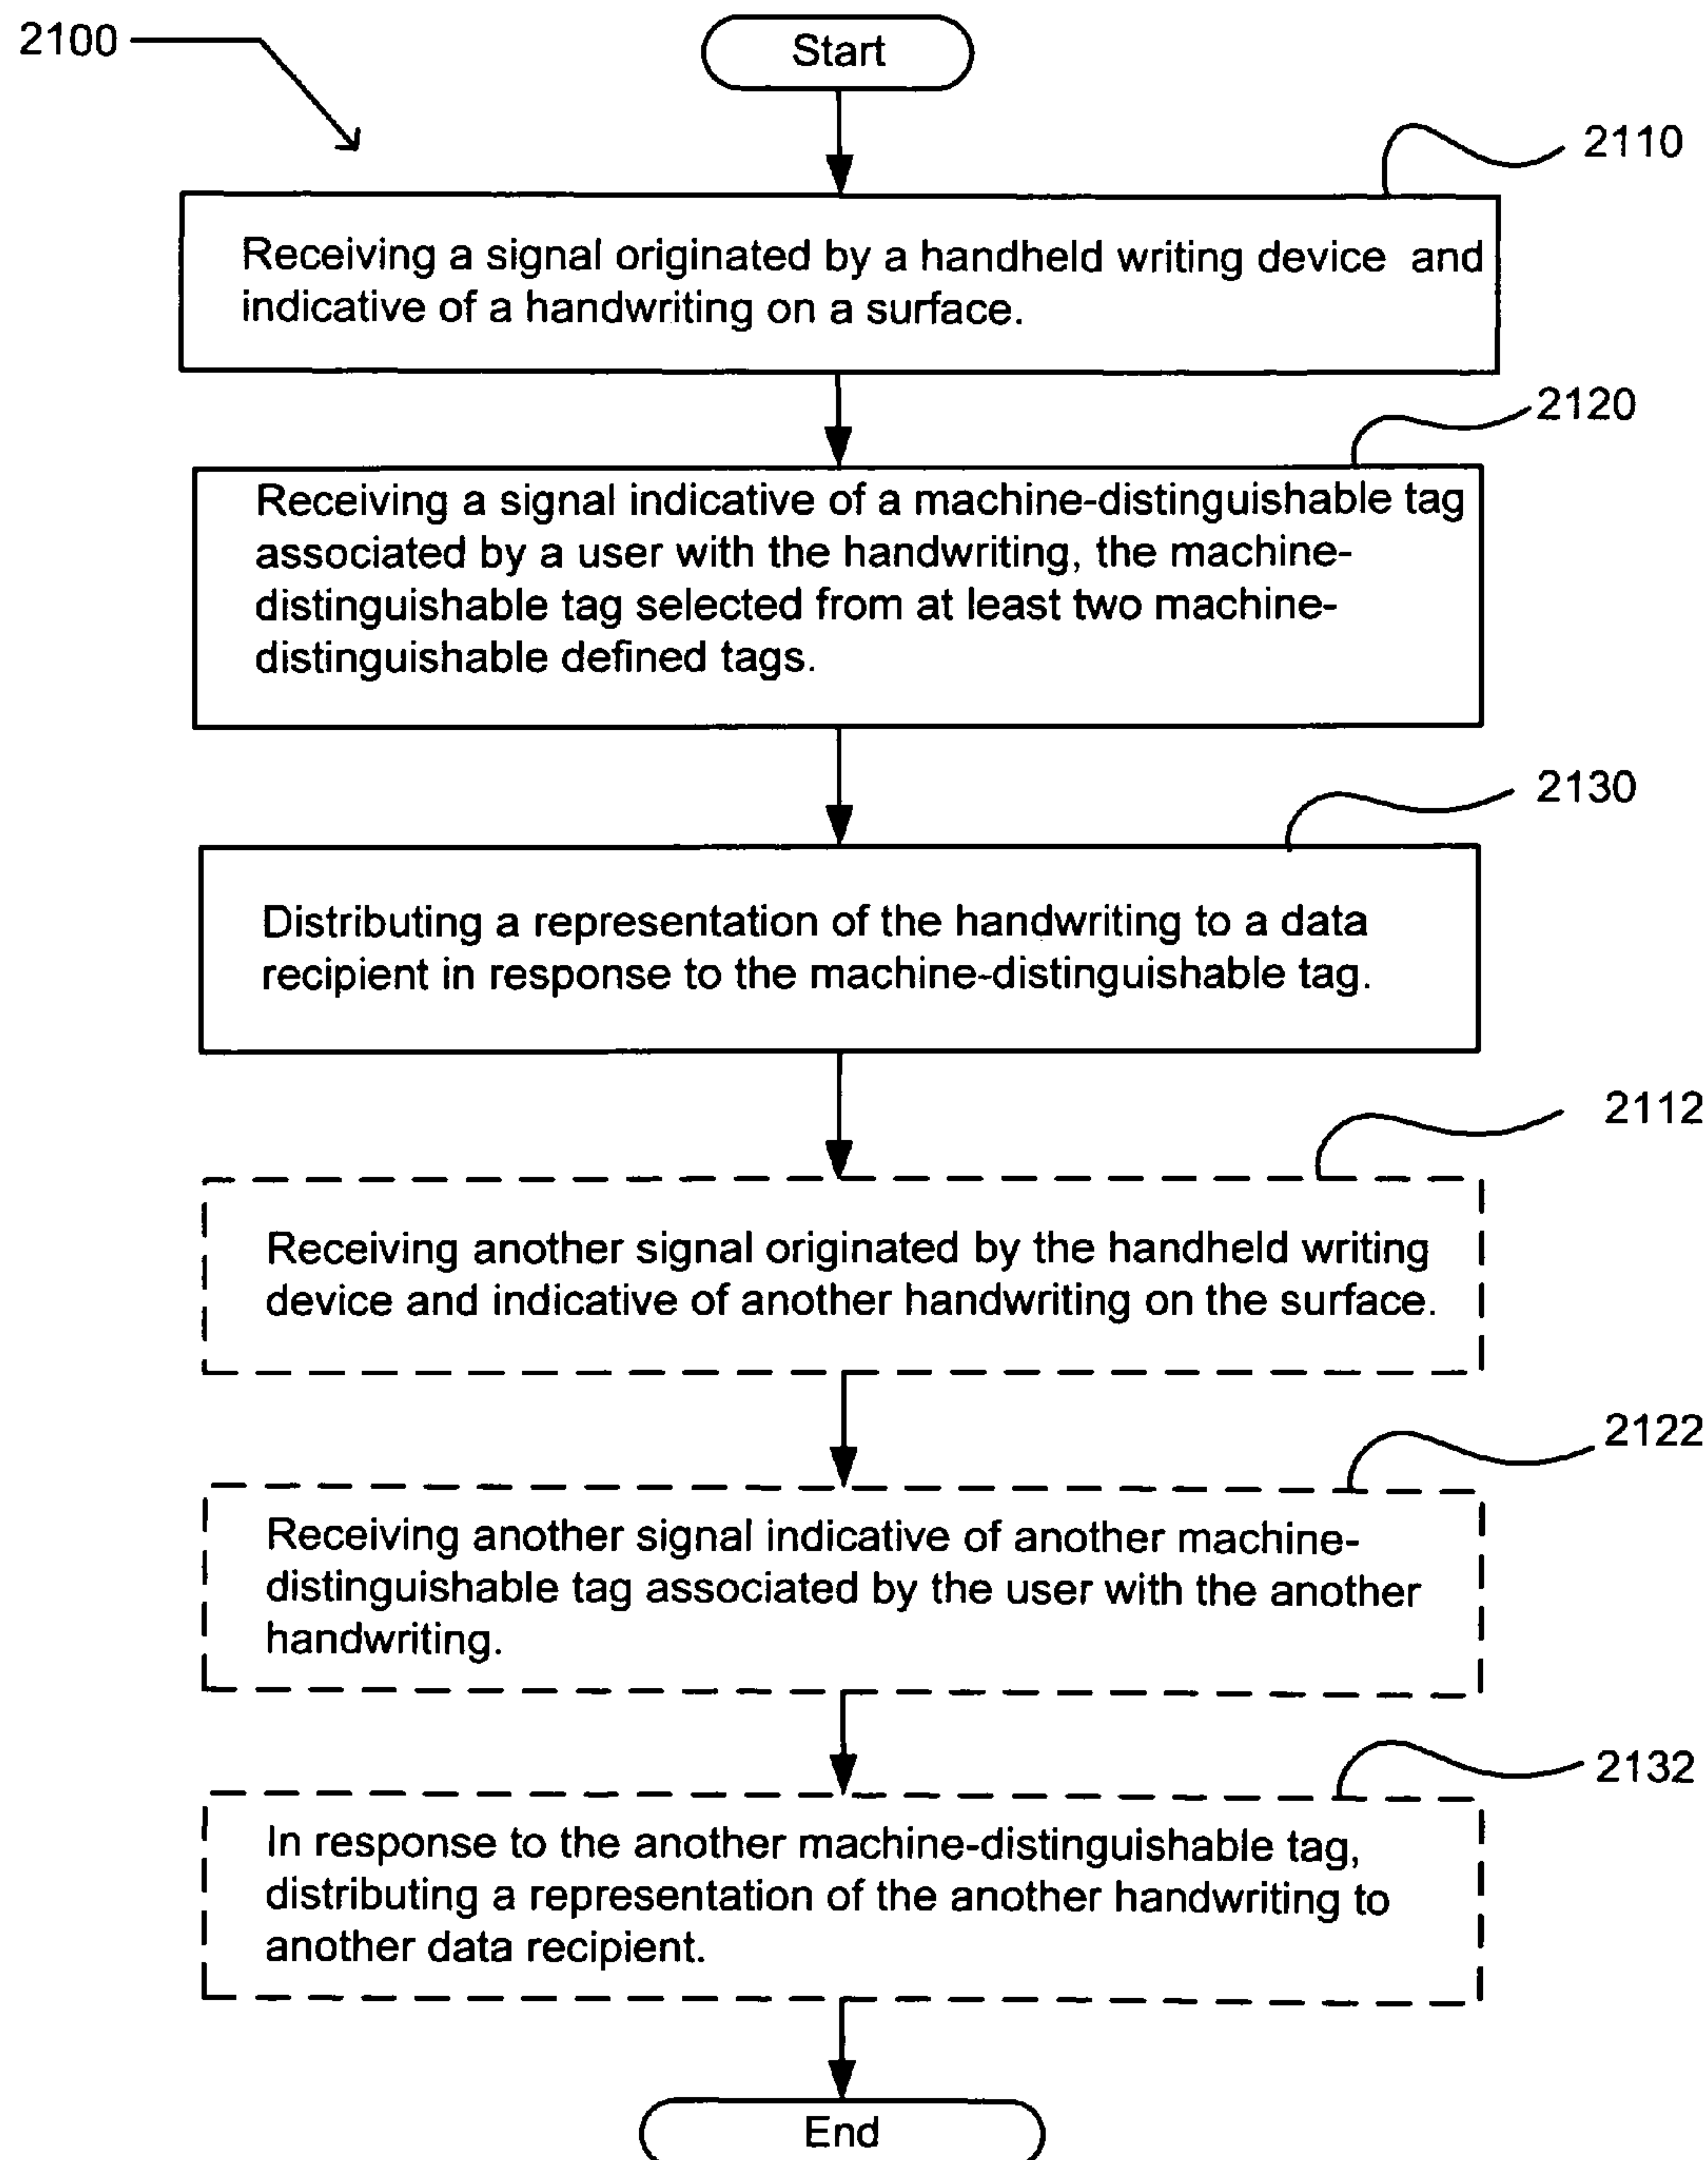 2100
Start
2110
Receiving a signal originated by a handheld writing device and
indicative of a handwriting on a surface.
2120
Receiving a signal indicative of a machine-distinguishable tag
associated by a user with the handwriting, the machine-
distinguishable tag selected from at least two machine-
distinguishable defined tags.
2130
Distributing a representation of the handwriting to a data
recipient in response to the machine-distinguishable tag.
2112
Receiving another signal originated by the handheld writing
device and indicative of another handwriting on the surface.
2122
Receiving another signal indicative of another machine-
distinguishable tag associated by the user with the another
handwriting.
2132
In response to the another machine-distinguishable tag,
distributing a representation of the another handwriting to
another data recipient.
End